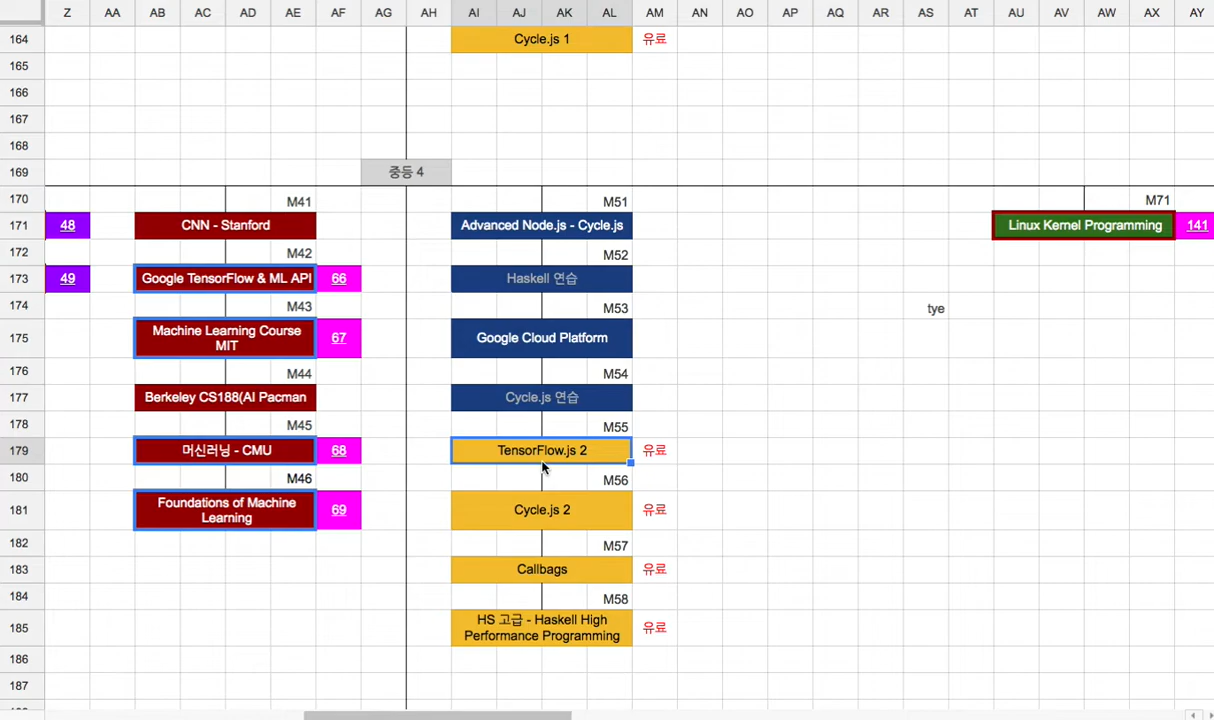 Z AA AB AC AD AE AF AG AH AI AJ AK AL AM AN AO AP AQ AR AS AT AU AV AW AX AY
164 Cycle.js 1 유료
165
166
167
168
169 중등 4
170 M41 M51 M71
171 48 CNN - Stanford Advanced Node.js - Cycle.js Linux Kernel Programming 141
172 M42 M52
173 49 Google TensorFlow & ML API 66 Haskell 연습
174 M43 M53 tye
175 Machine Learning Course
MIT 67 Google Cloud Platform
176 M44 M54
177 Berkeley CS188(AI Pacman Cycle.js 연습
178 M45 M55
179 머신러닝 - CMU 68 TensorFlow.js 2 유료
180 M46 M56
181 Foundations of Machine
Learning 69 Cycle.js 2 유료
182 M57
183 Callbags 유료
184 M58
185 HS 고급 - Haskell High
Performance Programming 유료
186
187